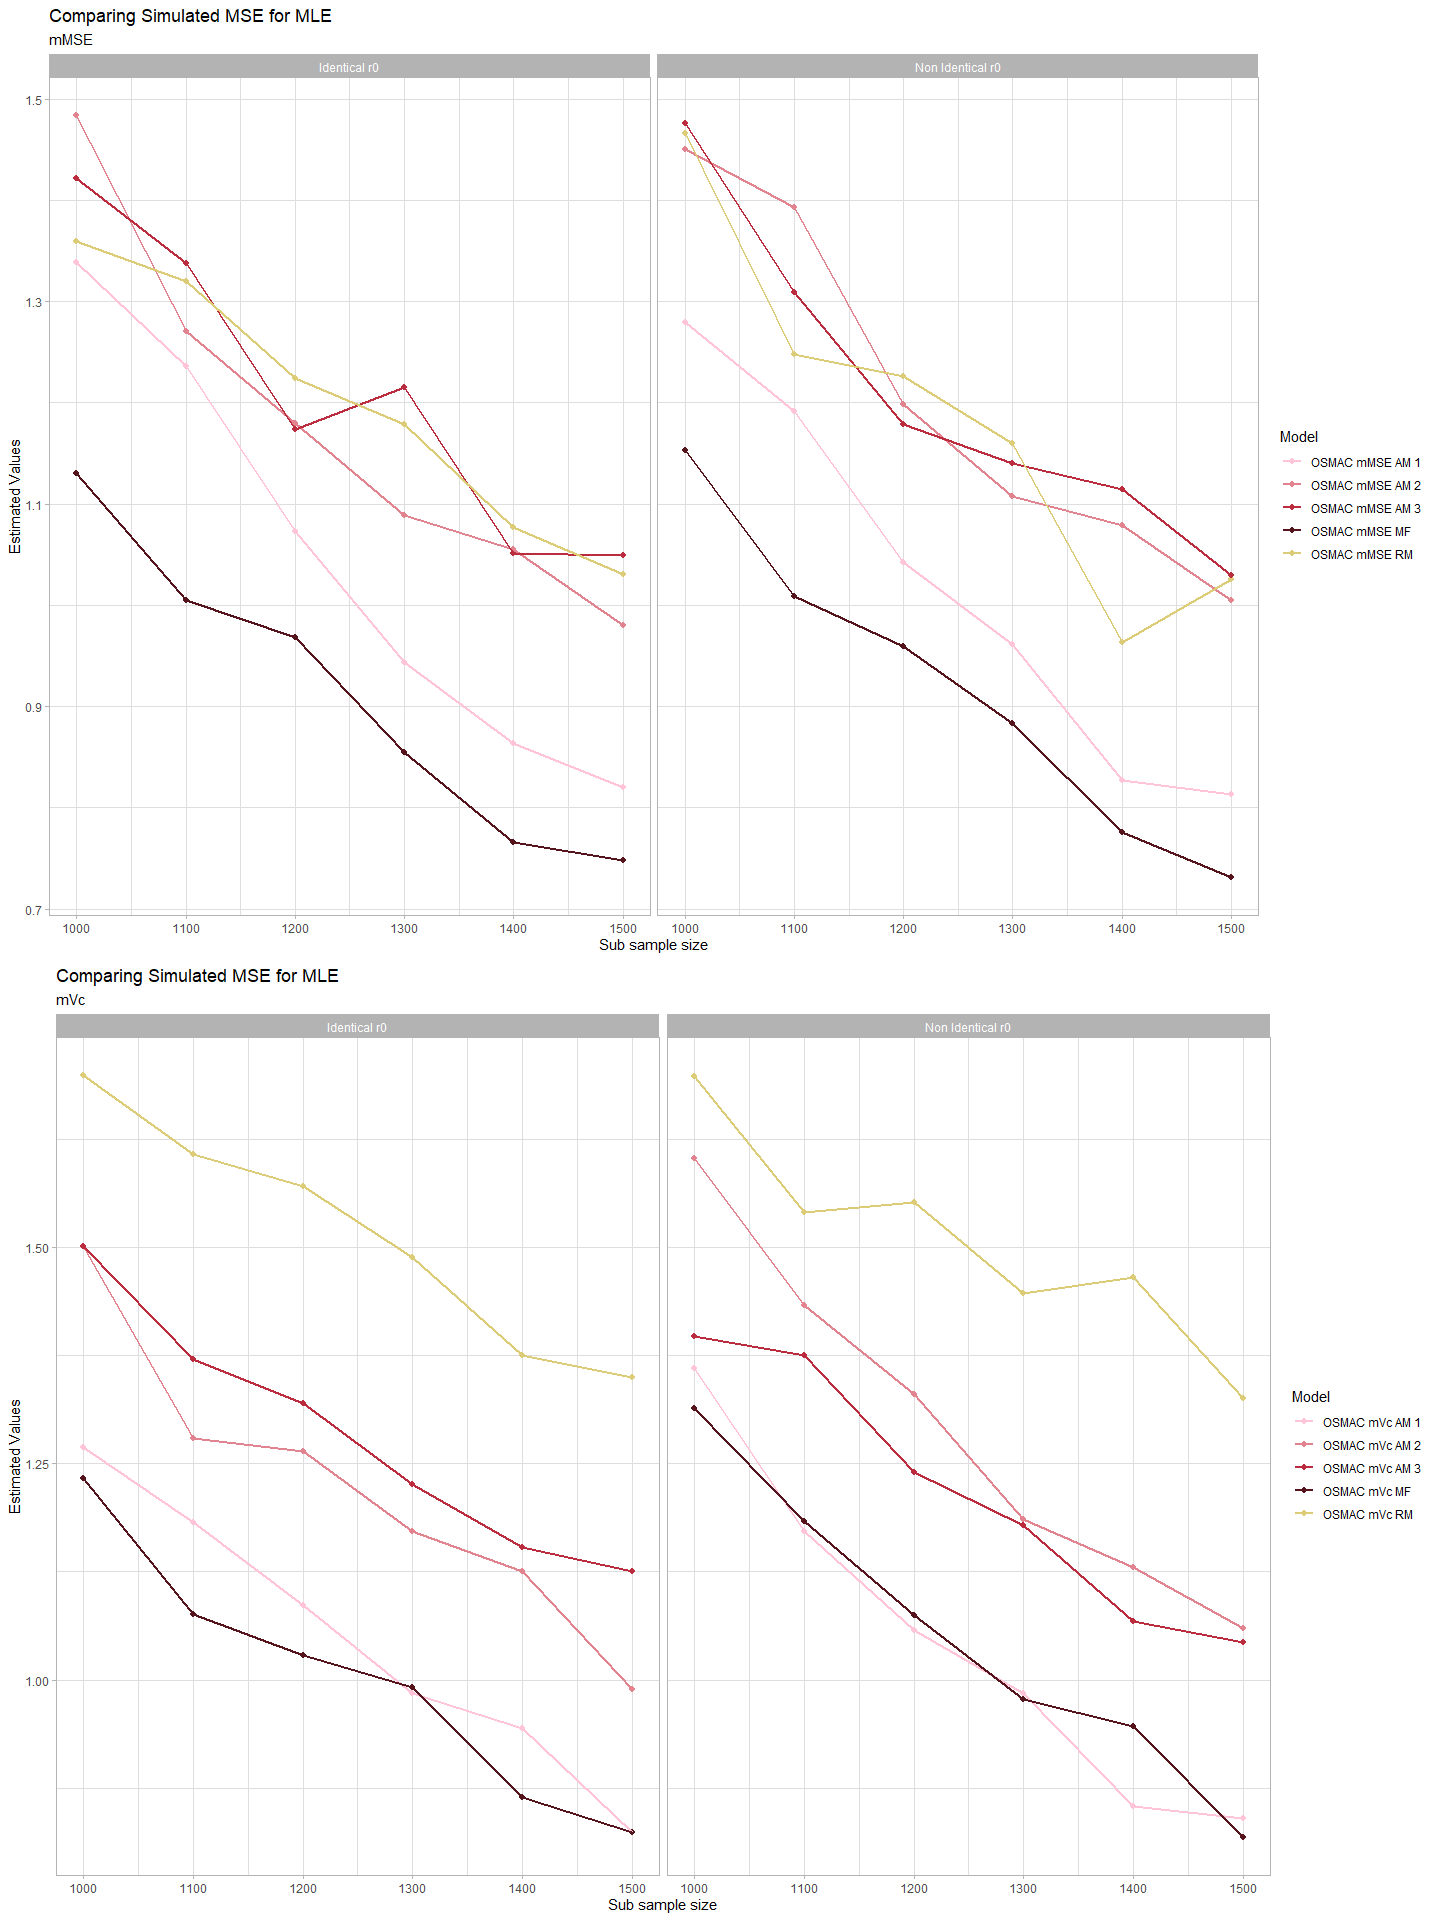 Comparing Simulated MSE for MLE
mMSE
Identical r0
Non Identical r0
1.5
1.3
1.1
0.9
0.7
Estimated Values
1000 1100 1200 1300 1400 1500
1000 1100 1200 1300 1400 1500
Sub sample size
Model
OSMAC mMSE AM 1
OSMAC mMSE AM 2
OSMAC mMSE AM 3
OSMAC mMSE MF
OSMAC mMSE RM
Comparing Simulated MSE for MLE
mVc
Identical r0
Non Identical r0
1.50
1.25
1.00
Estimated Values
1000 1100 1200 1300 1400 1500
1000 1100 1200 1300 1400 1500
Sub sample size
Model
OSMAC mVc AM 1
OSMAC mVc AM 2
OSMAC mVc AM 3
OSMAC mVc MF
OSMAC mVc RM